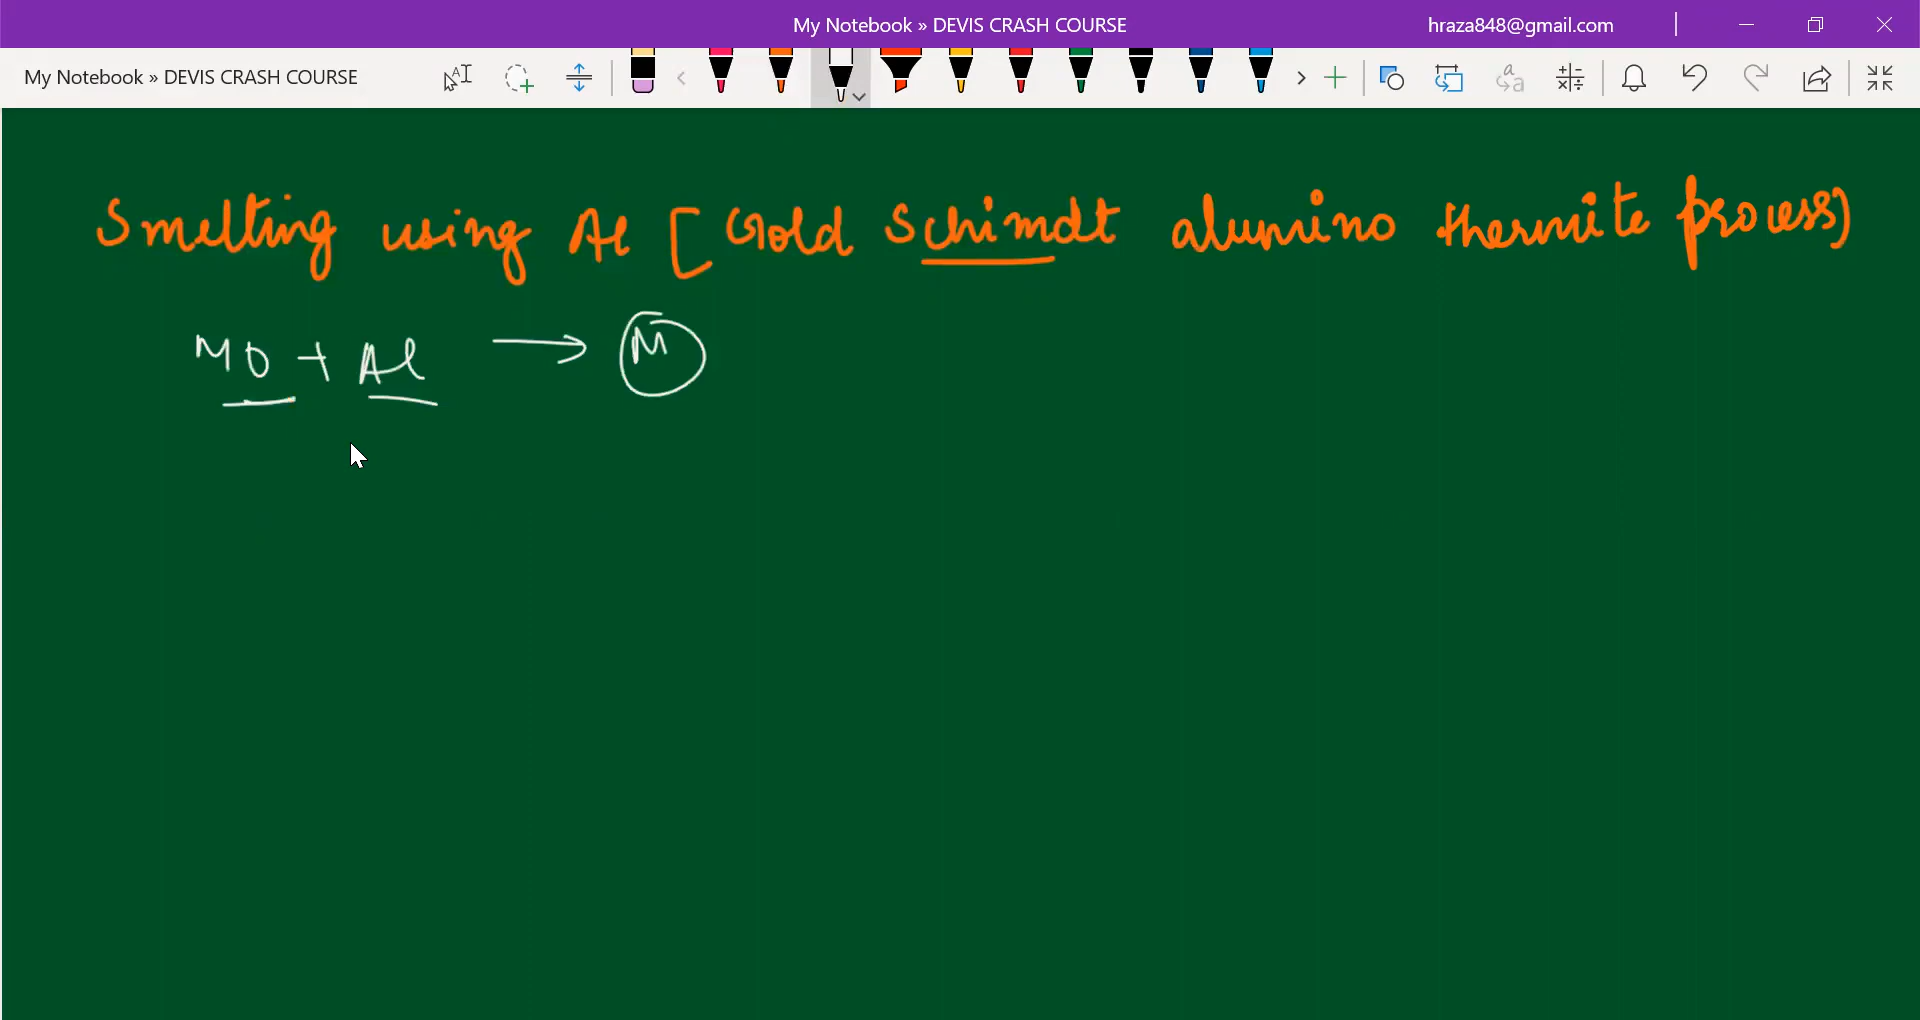 My Notebook » DEVIS CRASH COURSE
hraza848@gmail.com
My Notebook » DEVIS CRASH COURSE
Smelting using Al [Gold Schimdt alumino thermite process)
MO + Al → M